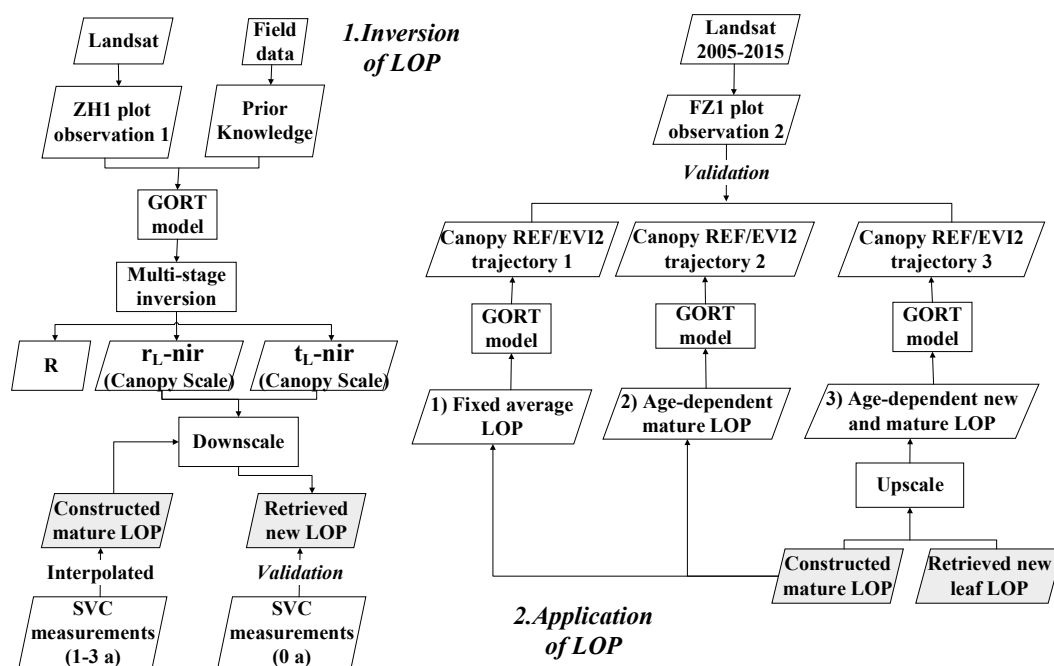 Landsat
Field
data
1.Inversion
of LOP
ZH1 plot
observation 1
Prior
Knowledge
GORT
model
Multi-stage
inversion
R
rL-nir
(Canopy Scale)
tL-nir
(Canopy Scale)
Downscale
Constructed
mature LOP
Retrieved
new LOP
Interpolated
Validation
SVC
measurements
(1-3 a)
SVC
measurements
(0 a)
Landsat
2005-2015
FZ1 plot
observation 2
Validation
Canopy REF/EVI2
trajectory 1
Canopy REF/EVI2
trajectory 2
Canopy REF/EVI2
trajectory 3
GORT
model
GORT
model
GORT
model
1) Fixed average
LOP
2) Age-dependent
mature LOP
3) Age-dependent new
and mature LOP
Upscale
Constructed
mature LOP
Retrieved new
leaf LOP
2.Application
of LOP